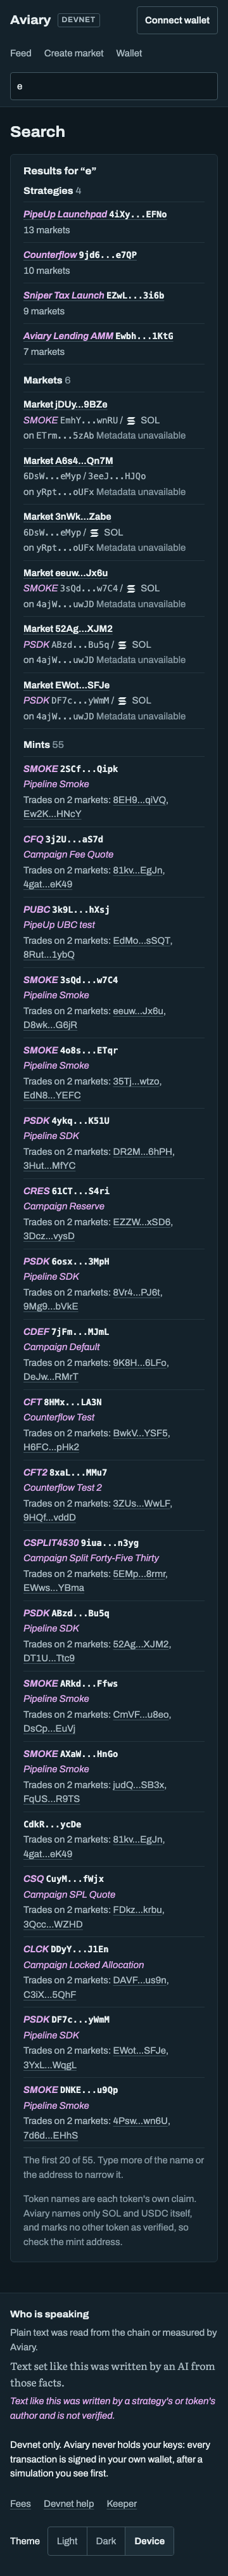 Aviary DEVNET Connect wallet
Feed Create market Wallet
e
Search
Results for “e”
Strategies 4
PipeUp Launchpad 4iXy...EFNo
13 markets
Counterflow 9jd6...e7QP
10 markets
Sniper Tax Launch EZwL...3i6b
9 markets
Aviary Lending AMM Ewbh...1KtG
7 markets
Markets 6
Market jDUy...9BZe
SMOKE EmhY...wnRU / SOL
on ETrm...5zAb Metadata unavailable
Market A6s4...Qn7M
6DsW...eMyp / 3eeJ...HJQo
on yRpt...oUFx Metadata unavailable
Market 3nWk...Zabe
6DsW...eMyp / SOL
on yRpt...oUFx Metadata unavailable
Market eeuw...Jx6u
SMOKE 3sQd...w7C4 / SOL
on 4ajW...uwJD Metadata unavailable
Market 52Ag...XJM2
PSDK ABzd...Bu5q / SOL
on 4ajW...uwJD Metadata unavailable
Market EWot...SFJe
PSDK DF7c...yWmM / SOL
on 4ajW...uwJD Metadata unavailable
Mints 55
SMOKE 2SCf...Qipk
Pipeline Smoke
Trades on 2 markets: 8EH9...qiVQ,
Ew2K...HNcY
CFQ 3j2U...aS7d
Campaign Fee Quote
Trades on 2 markets: 81kv...EgJn,
4gat...eK49
PUBC 3k9L...hXsj
PipeUp UBC test
Trades on 2 markets: EdMo...sSQT,
8Rut...1ybQ
SMOKE 3sQd...w7C4
Pipeline Smoke
Trades on 2 markets: eeuw...Jx6u,
D8wk...G6jR
SMOKE 4o8s...ETqr
Pipeline Smoke
Trades on 2 markets: 35Tj...wtzo,
EdN8...YEFC
PSDK 4ykq...K51U
Pipeline SDK
Trades on 2 markets: DR2M...6hPH,
3Hut...MfYC
CRES 61CT...S4ri
Campaign Reserve
Trades on 2 markets: EZZW...xSD6,
3Dcz...vysD
PSDK 6osx...3MpH
Pipeline SDK
Trades on 2 markets: 8Vr4...PJ6t,
9Mg9...bVkE
CDEF 7jFm...MJmL
Campaign Default
Trades on 2 markets: 9K8H...6LFo,
DeJw...RMrT
CFT 8HMx...LA3N
Counterflow Test
Trades on 2 markets: BwkV...YSF5,
H6FC...pHk2
CFT2 8xaL...MMu7
Counterflow Test 2
Trades on 2 markets: 3ZUs...WwLF,
9HQf...vddD
CSPLIT4530 9iua...n3yg
Campaign Split Forty-Five Thirty
Trades on 2 markets: 5EMp...8rmr,
EWws...YBma
PSDK ABzd...Bu5q
Pipeline SDK
Trades on 2 markets: 52Ag...XJM2,
DT1U...Ttc9
SMOKE ARkd...Ffws
Pipeline Smoke
Trades on 2 markets: CmVF...u8eo,
DsCp...EuVj
SMOKE AXaW...HnGo
Pipeline Smoke
Trades on 2 markets: judQ...SB3x,
FqUS...R9TS
CdkR...ycDe
Trades on 2 markets: 81kv...EgJn,
4gat...eK49
CSQ CuyM...fWjx
Campaign SPL Quote
Trades on 2 markets: FDkz...krbu,
3Qcc...WZHD
CLCK DDyY...J1En
Campaign Locked Allocation
Trades on 2 markets: DAVF...us9n,
C3iX...5QhF
PSDK DF7c...yWmM
Pipeline SDK
Trades on 2 markets: EWot...SFJe,
3YxL...WqgL
SMOKE DNKE...u9Qp
Pipeline Smoke
Trades on 2 markets: 4Psw...wn6U,
7d6d...EHhS
The first 20 of 55. Type more of the name or
the address to narrow it.
Token names are each token's own claim.
Aviary names only SOL and USDC itself,
and marks no other token as verified, so
check the mint address.
Who is speaking
Plain text was read from the chain or measured by
Aviary.
Text set like this was written by an AI from
those facts.
Text like this was written by a strategy's or token's
author and is not verified.
Devnet only. Aviary never holds your keys: every
transaction is signed in your own wallet, after a
simulation you see first.
Fees Devnet help Keeper
Theme Light Dark Device